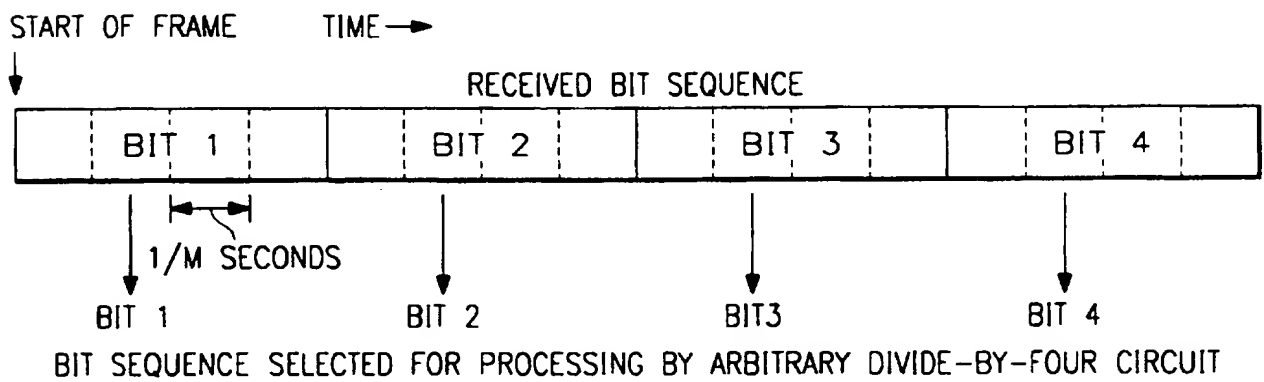 START OF FRAME TIME
RECEIVED BIT SEQUENCE
BIT 1 BIT 2 BIT 3 BIT 4
1/M SECONDS
BIT 1 BIT 2 BIT3 BIT 4
BIT SEQUENCE SELECTED FOR PROCESSING BY ARBITRARY DIVIDE-BY-FOUR CIRCUIT